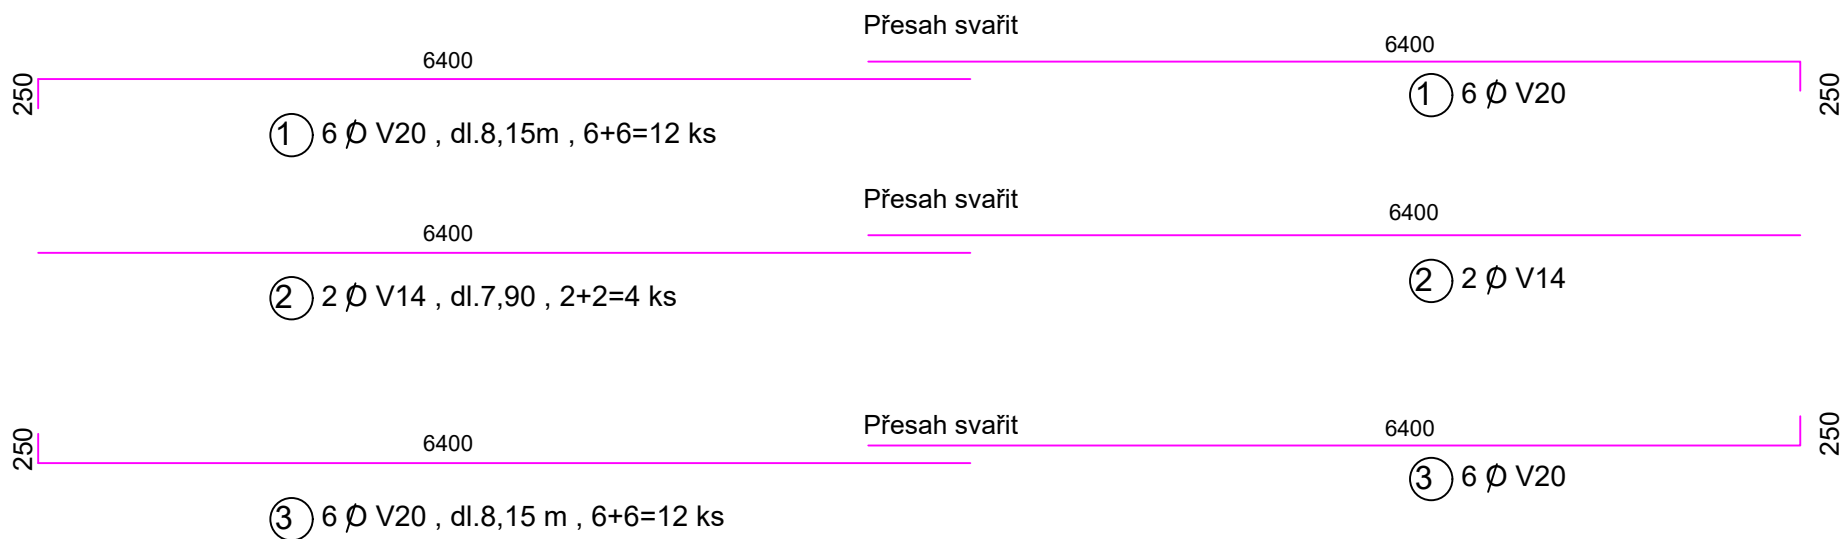 Přesah svařit
6400
6400
250
250
1 6 Ø V20 , dl.8,15m , 6+6=12 ks
1 6 Ø V20
Přesah svařit
6400
6400
2 2 Ø V14 , dl.7,90 , 2+2=4 ks
2 2 Ø V14
Přesah svařit
6400
6400
250
250
3 6 Ø V20 , dl.8,15 m , 6+6=12 ks
3 6 Ø V20